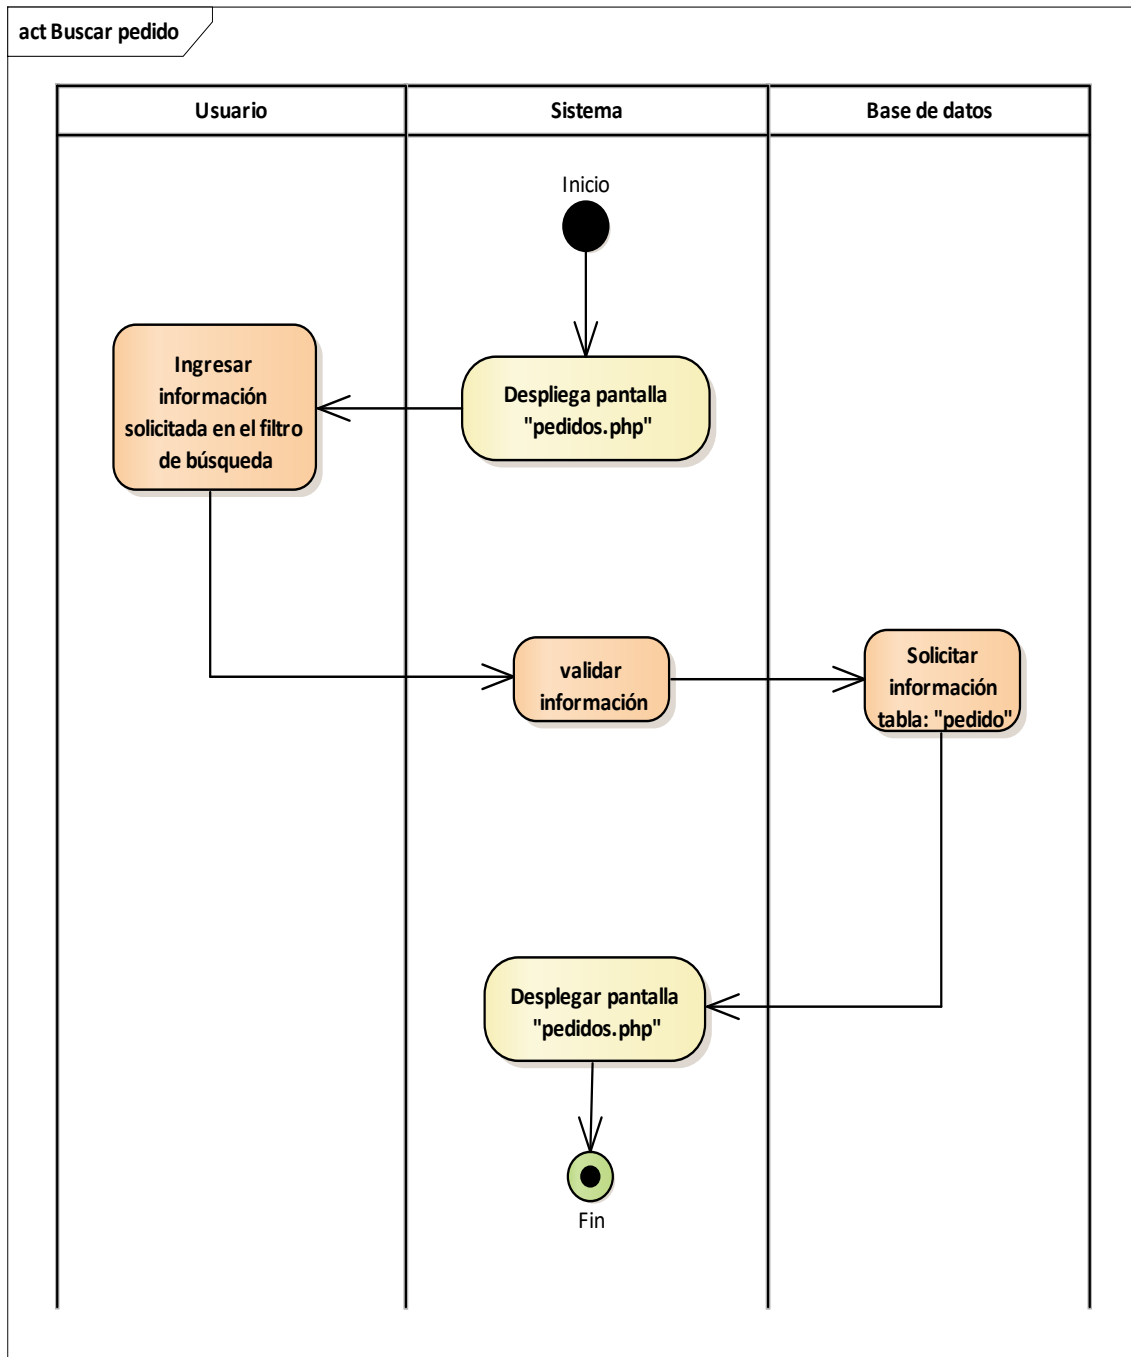 act Buscar pedido
Usuario
Sistema
Base de datos
Inicio
Despliega pantalla
"pedidos.php"
Ingresar
información
solicitada en el filtro
de búsqueda
validar
información
Solicitar
información
tabla: "pedido"
Desplegar pantalla
"pedidos.php"
Fin